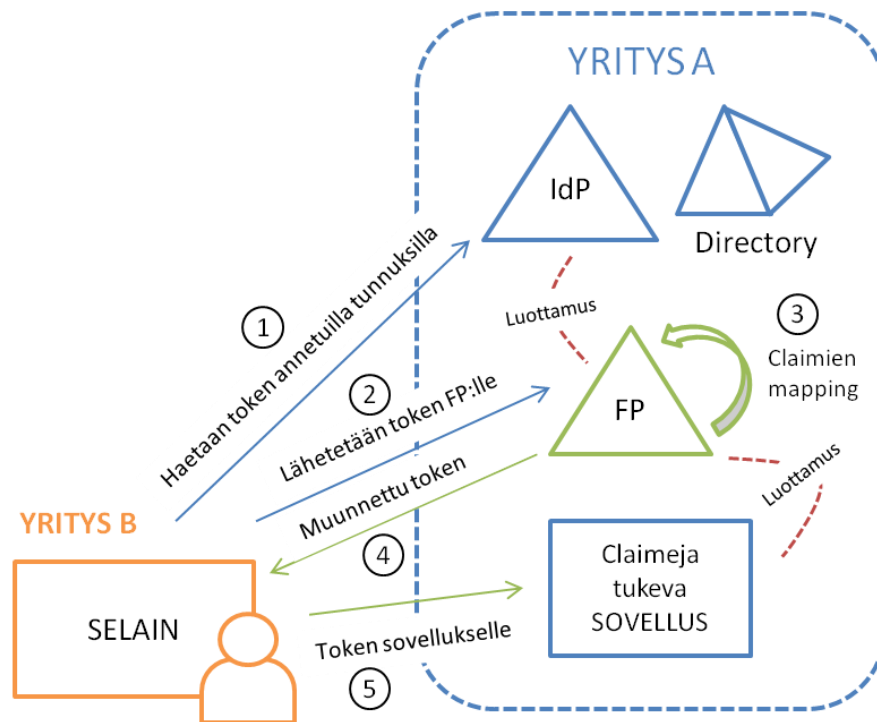 YRITYS A
IdP
Directory
1
Haetaan token annetuilla tunnuksilla
Luottamus
3
Claimien
mapping
2
Lähetetään token FP:lle
FP
Muunnettu token
Luottamus
YRITYS B
4
SELAIN
Claimeja
tukeva
SOVELLUS
Token sovellukselle
5